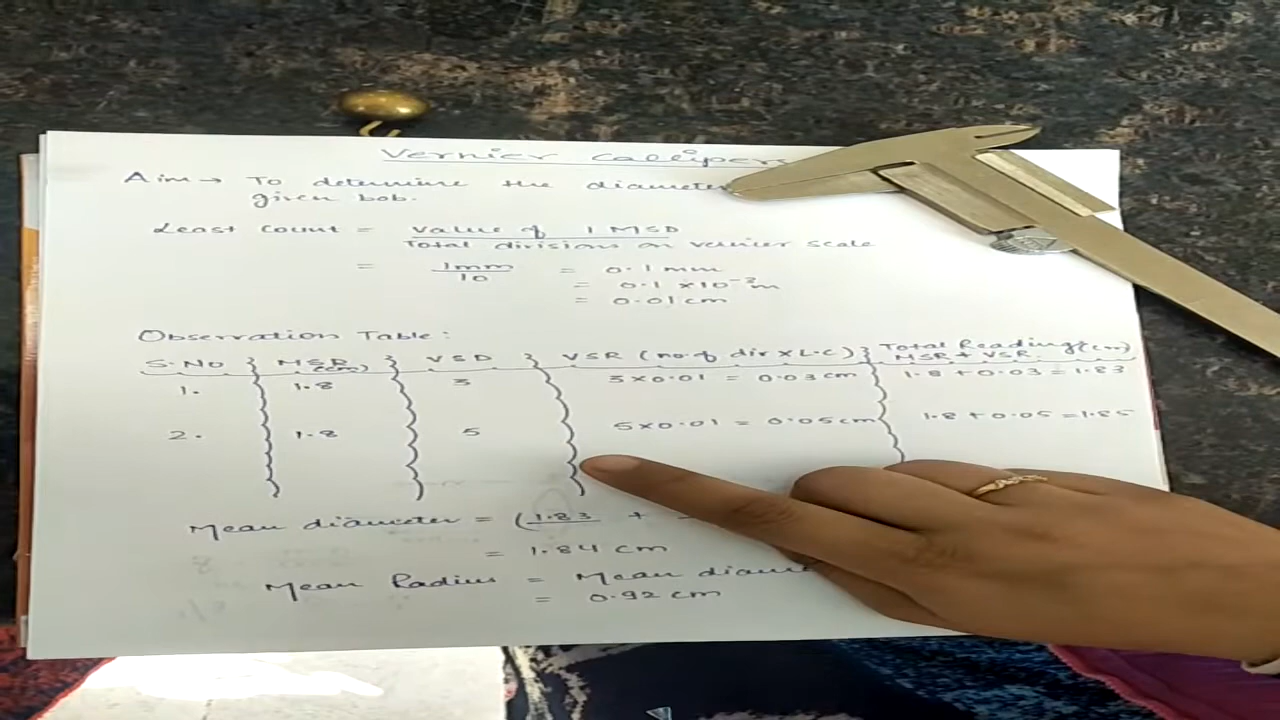 Vernier Callipers
Aim → To determine the diameter
given bob.
Least Count = Value of 1 MSD
Total divisions on vernier scale
= 1mm = 0.1 mm
10
= 0.1 × 10⁻³m
= 0.01 cm
Observation Table:
S.No MSR (cm) VSD VSR (no. of div × L.C) Total Readings (cm) MSR + VSR
1. 1.8 3 3×0.01 = 0.03 cm 1.8 + 0.03 = 1.83
2. 1.8 5 5×0.01 = 0.05 cm 1.8 + 0.05 = 1.85
Mean diameter = (1.83 +
= 1.84 cm
Mean Radius = Mean diame
= 0.92 cm